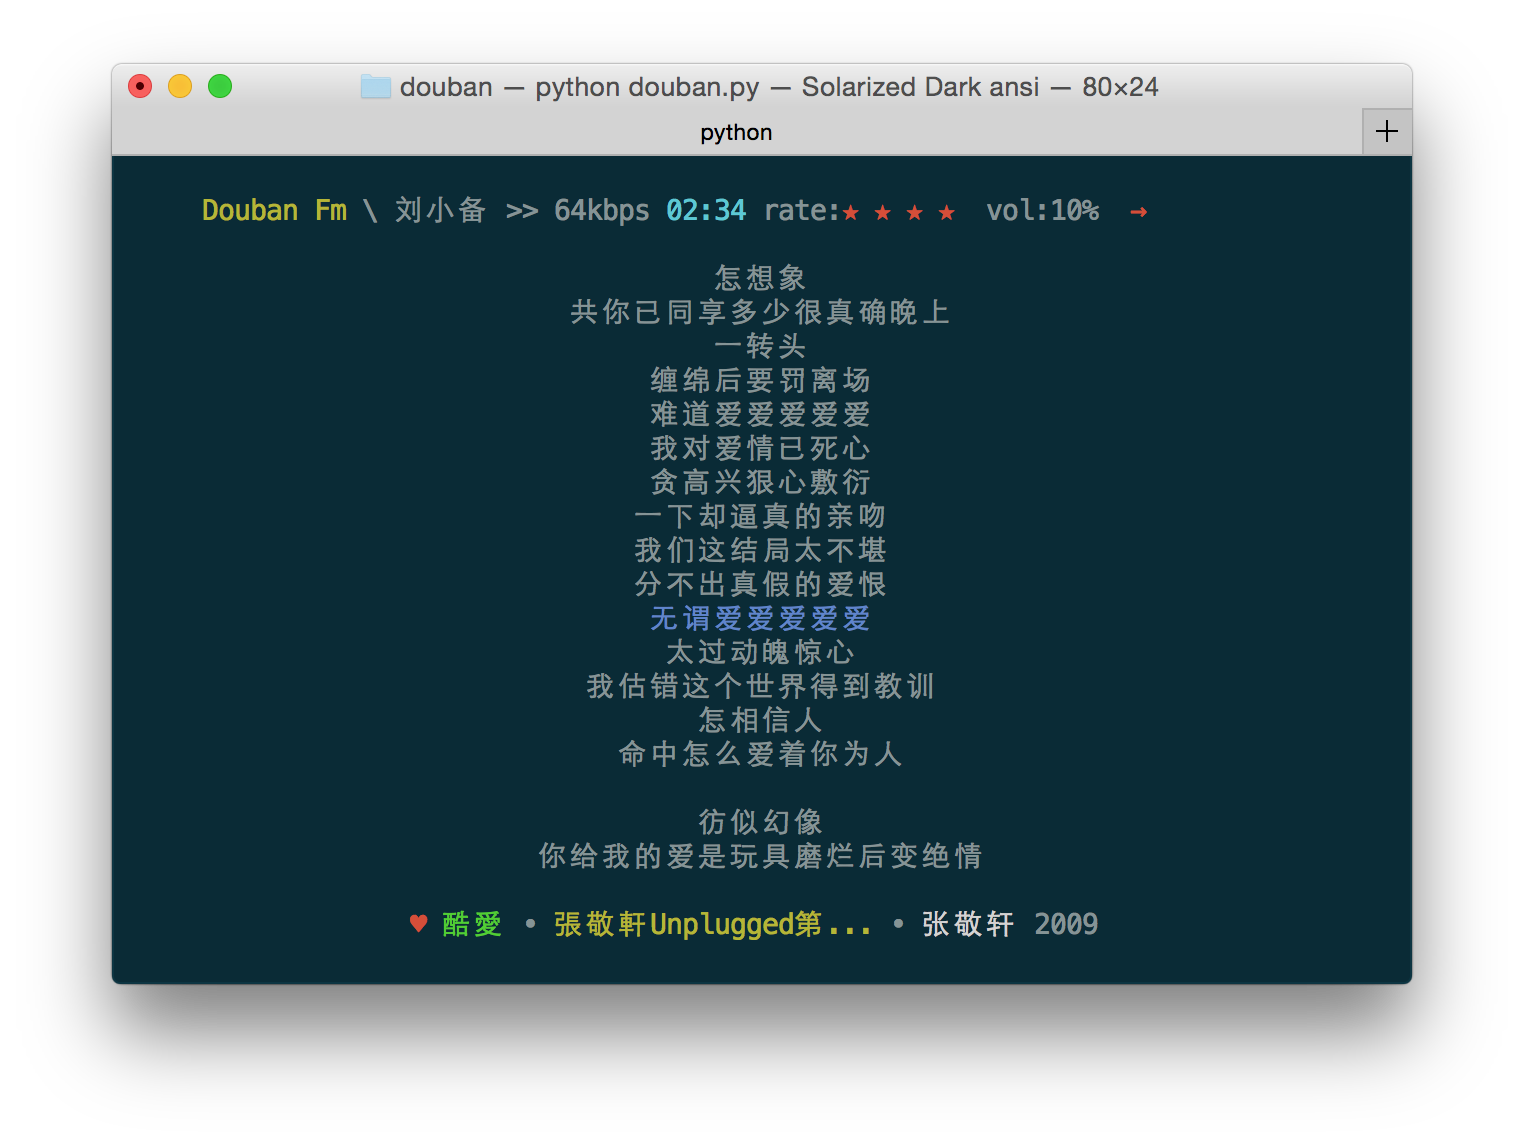 douban — python douban.py — Solarized Dark ansi — 80×24
python
Douban Fm \ 刘小备 >> 64kbps 02:34 rate:★ ★ ★ ★ vol:10% →
怎想象
共你已同享多少很真确晚上
一转头
缠绵后要罚离场
难道爱爱爱爱爱
我对爱情已死心
贪高兴狠心敷衍
一下却逼真的亲吻
我们这结局太不堪
分不出真假的爱恨
无谓爱爱爱爱爱
太过动魄惊心
我估错这个世界得到教训
怎相信人
命中怎么爱着你为人
彷似幻像
你给我的爱是玩具磨烂后变绝情
♥ 酷愛 • 張敬軒Unplugged第... • 张敬轩 2009